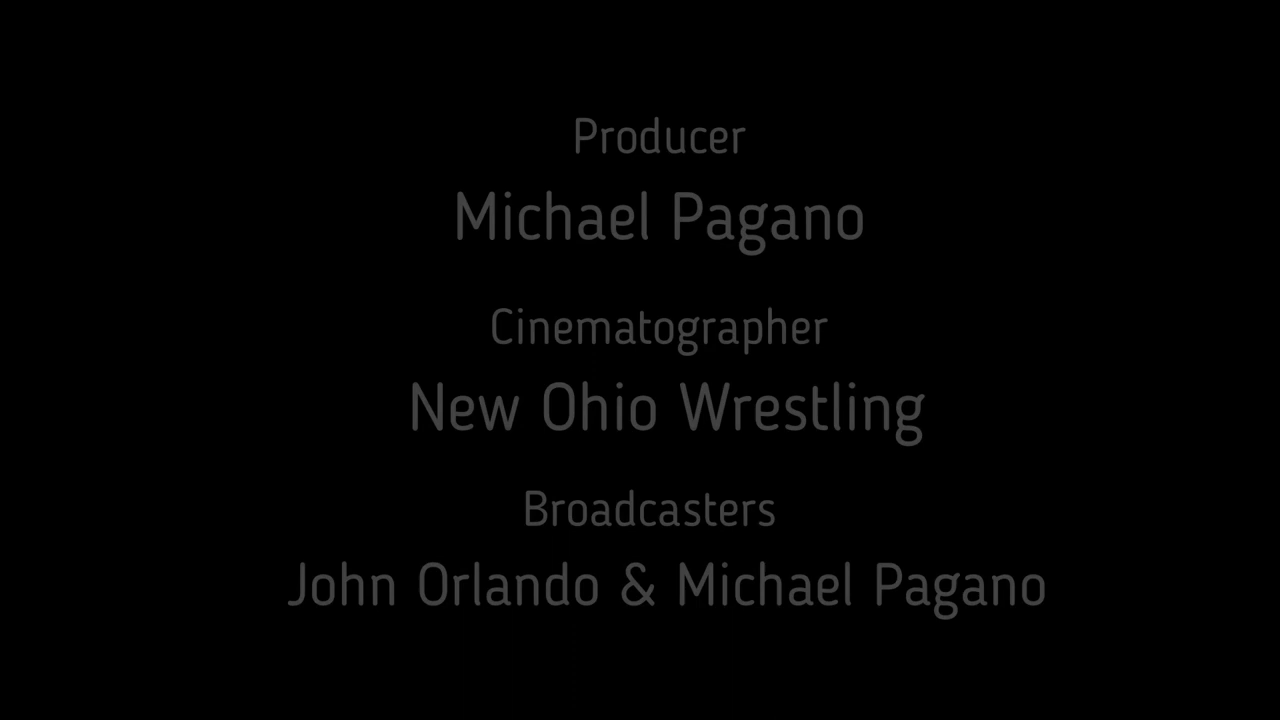 Producer
Michael Pagano
Cinematographer
New Ohio Wrestling
Broadcasters
John Orlando & Michael Pagano